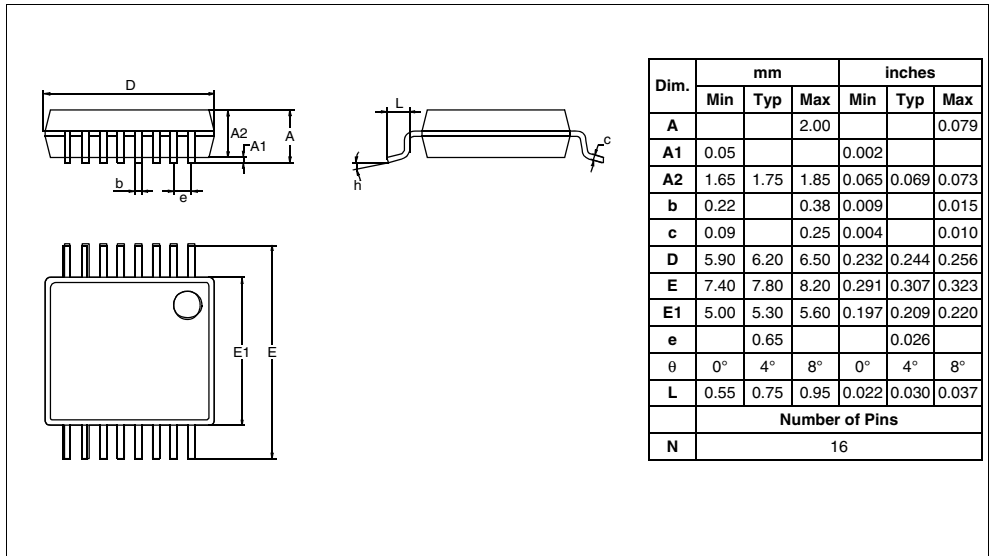 D
A2
A
A1
b
e
L
c
h
E1
E
Dim. mm inches
Min Typ Max Min Typ Max
A 2.00 0.079
A1 0.05 0.002
A2 1.65 1.75 1.85 0.065 0.069 0.073
b 0.22 0.38 0.009 0.015
c 0.09 0.25 0.004 0.010
D 5.90 6.20 6.50 0.232 0.244 0.256
E 7.40 7.80 8.20 0.291 0.307 0.323
E1 5.00 5.30 5.60 0.197 0.209 0.220
e 0.65 0.026
θ 0° 4° 8° 0° 4° 8°
L 0.55 0.75 0.95 0.022 0.030 0.037
Number of Pins
N 16